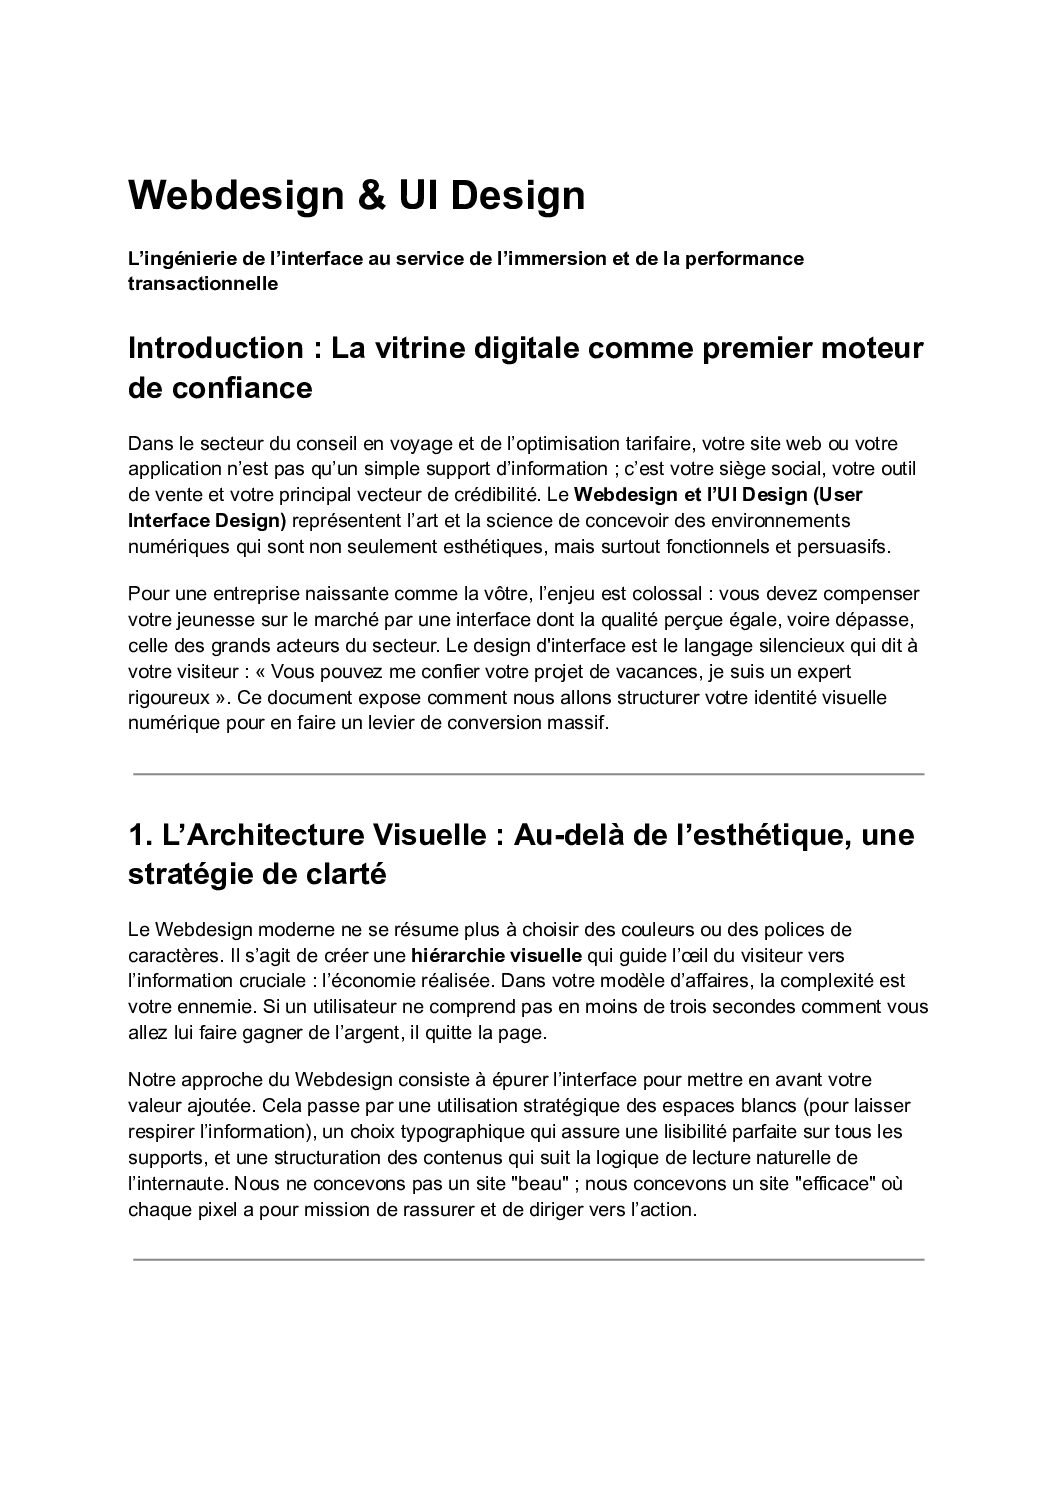 Webdesign & UI Design
L’ingénierie de l’interface au service de l’immersion et de la performance
transactionnelle
Introduction : La vitrine digitale comme premier moteur
de confiance
Dans le secteur du conseil en voyage et de l’optimisation tarifaire, votre site web ou votre
application n’est pas qu’un simple support d’information ; c’est votre siège social, votre outil
de vente et votre principal vecteur de crédibilité. Le Webdesign et l’UI Design (User
Interface Design) représentent l’art et la science de concevoir des environnements
numériques qui sont non seulement esthétiques, mais surtout fonctionnels et persuasifs.
Pour une entreprise naissante comme la vôtre, l’enjeu est colossal : vous devez compenser
votre jeunesse sur le marché par une interface dont la qualité perçue égale, voire dépasse,
celle des grands acteurs du secteur. Le design d'interface est le langage silencieux qui dit à
votre visiteur : « Vous pouvez me confier votre projet de vacances, je suis un expert
rigoureux ». Ce document expose comment nous allons structurer votre identité visuelle
numérique pour en faire un levier de conversion massif.
1. L’Architecture Visuelle : Au-delà de l’esthétique, une
stratégie de clarté
Le Webdesign moderne ne se résume plus à choisir des couleurs ou des polices de
caractères. Il s’agit de créer une hiérarchie visuelle qui guide l’œil du visiteur vers
l’information cruciale : l’économie réalisée. Dans votre modèle d’affaires, la complexité est
votre ennemie. Si un utilisateur ne comprend pas en moins de trois secondes comment vous
allez lui faire gagner de l’argent, il quitte la page.
Notre approche du Webdesign consiste à épurer l’interface pour mettre en avant votre
valeur ajoutée. Cela passe par une utilisation stratégique des espaces blancs (pour laisser
respirer l’information), un choix typographique qui assure une lisibilité parfaite sur tous les
supports, et une structuration des contenus qui suit la logique de lecture naturelle de
l’internaute. Nous ne concevons pas un site "beau" ; nous concevons un site "efficace" où
chaque pixel a pour mission de rassurer et de diriger vers l’action.